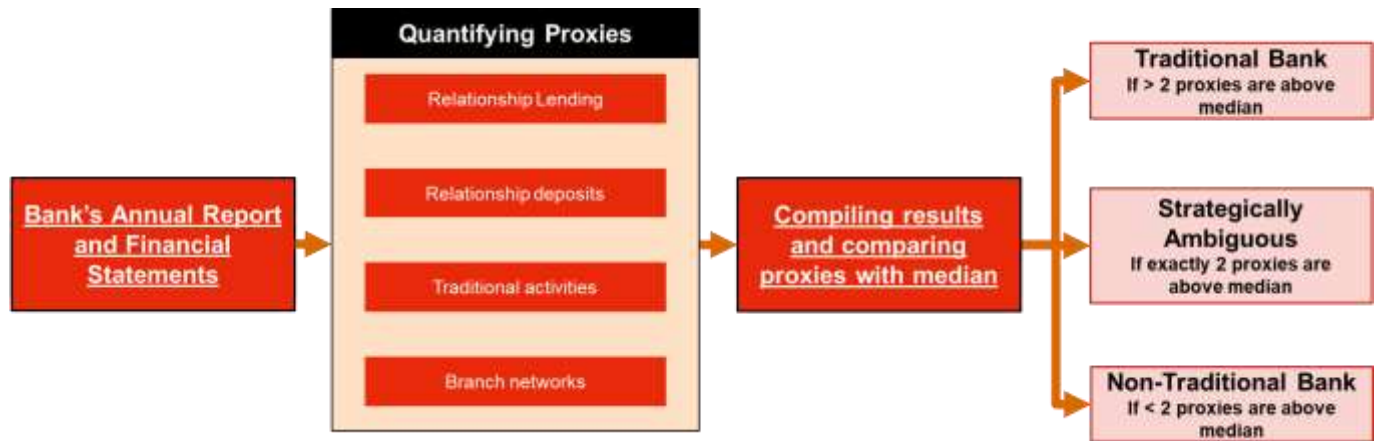 Bank's Annual Report
and Financial
Statements
Quantifying Proxies
Relationship Lending
Relationship deposits
Traditional activities
Branch networks
Compiling results
and comparing
proxies with median
Traditional Bank
If > 2 proxies are above
median
Strategically
Ambiguous
If exactly 2 proxies are
above median
Non-Traditional Bank
If < 2 proxies are above
median